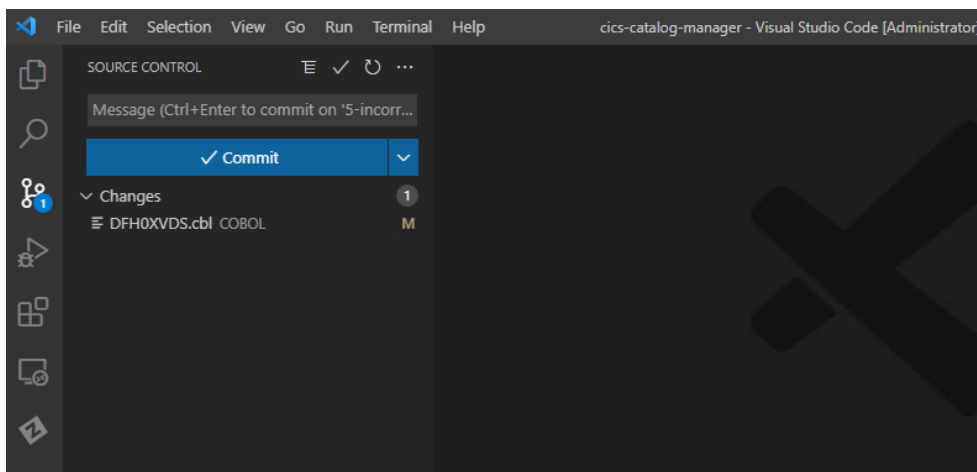 File Edit Selection View Go Run Terminal Help cics-catalog-manager - Visual Studio Code [Administrator
SOURCE CONTROL
Message (Ctrl+Enter to commit on '5-incorr...
Commit
1
Changes 1
DFH0XVDS.cbl COBOL M